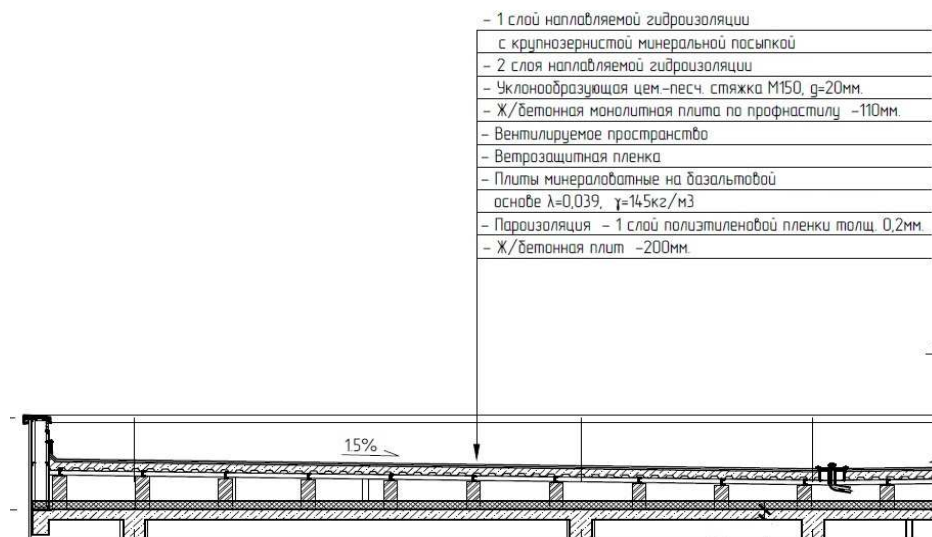 - 1 слой наплавляемой гидроизоляции
с крупнозернистой минеральной посыпкой
- 2 слоя наплавляемой гидроизоляции
- Уклонообразующая цем.-песч. стяжка М150, g=20мм.
- Ж/бетонная монолитная плита по профнастилу -110мм.
- Вентилируемое пространство
- Ветрозащитная пленка
- Плиты минераловатные на базальтовой
основе λ=0,039, γ=145кг/м3
- Пароизоляция - 1 слой полиэтиленовой пленки толщ. 0,2мм.
- Ж/бетонная плит -200мм.
15%